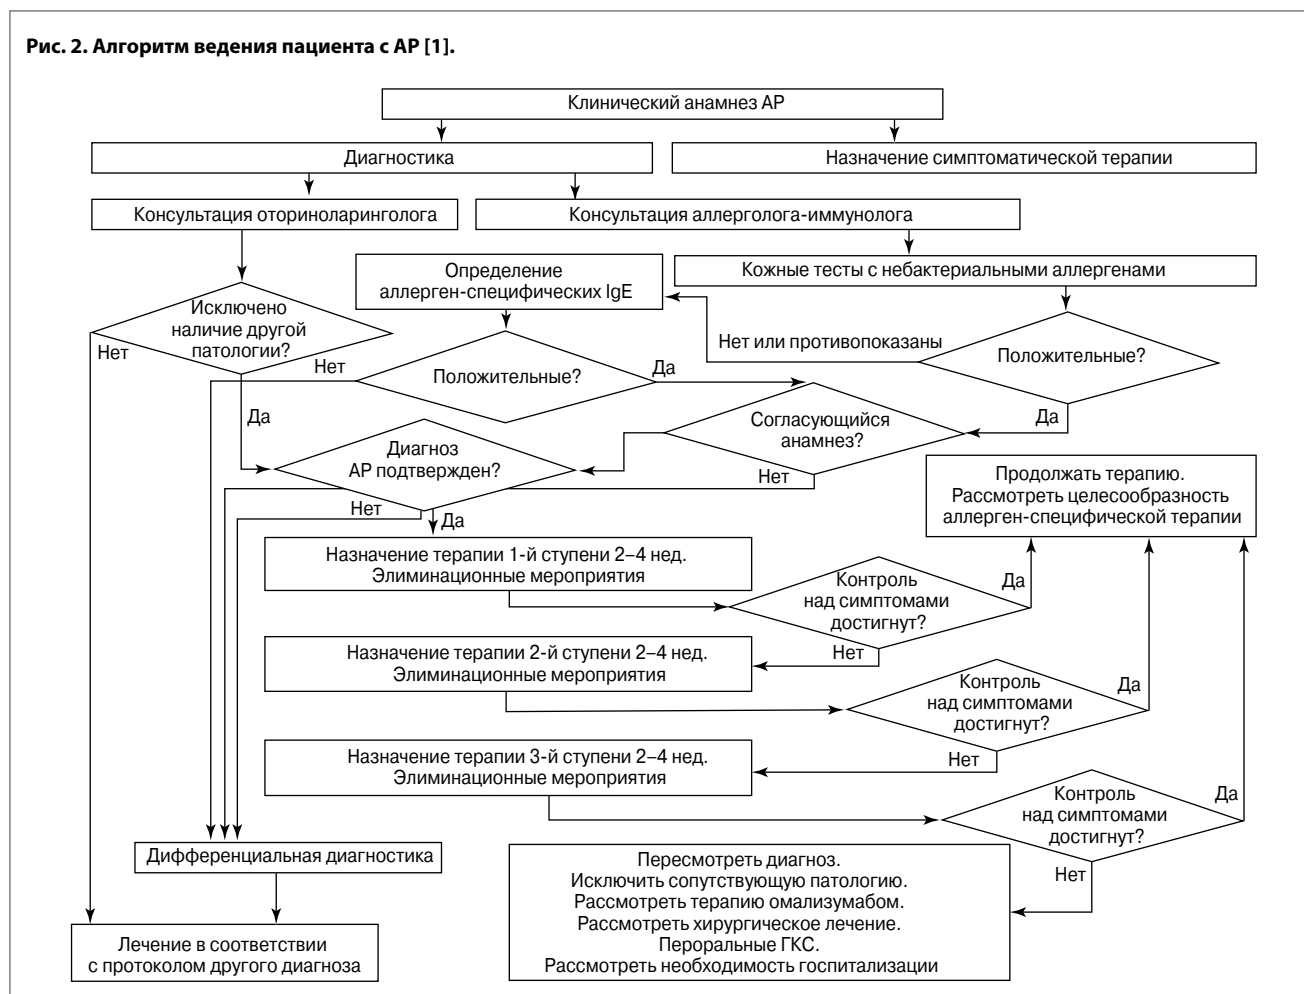 Рис. 2. Алгоритм ведения пациента с АР [1].
Клинический анамнез АР
Диагностика
Назначение симптоматической терапии
Консультация оториноларинголога
Консультация аллерголога-иммунолога
Определение
аллерген-специфических IgE
Кожные тесты с небактериальными аллергенами
Исключено
наличие другой
патологии?
Нет
Нет
Положительные?
Да
Нет или противопоказаны
Положительные?
Да
Да
Согласующийся
анамнез?
Нет
Диагноз
АР подтвержден?
Нет
Да
Продолжать терапию.
Рассмотреть целесообразность
аллерген-специфической терапии
Назначение терапии 1-й ступени 2–4 нед.
Элиминационные мероприятия
Контроль
над симптомами
достигнут?
Да
Нет
Назначение терапии 2-й ступени 2–4 нед.
Элиминационные мероприятия
Контроль
над симптомами
достигнут?
Да
Нет
Назначение терапии 3-й ступени 2–4 нед.
Элиминационные мероприятия
Контроль
над симптомами
достигнут?
Да
Нет
Дифференциальная диагностика
Пересмотреть диагноз.
Исключить сопутствующую патологию.
Рассмотреть терапию омализумабом.
Рассмотреть хирургическое лечение.
Пероральные ГКС.
Рассмотреть необходимость госпитализации
Лечение в соответствии
с протоколом другого диагноза